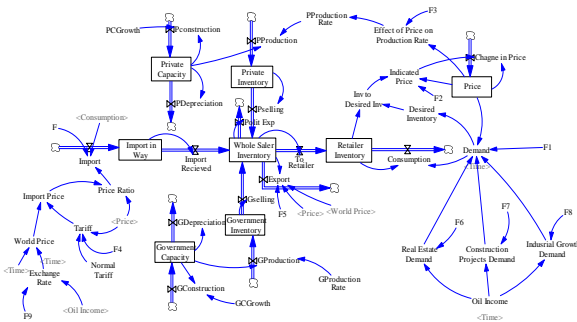 F3
PCGrowth
Pconstruction
PProduction
PProduction
Rate
Effect of Price on
Production Rate
Chagne in Price
Private
Capacity
Private
Inventory
Indicated
Price
Price
F2
PDepreciation
Pselling
Inv to
Desired Inv
Desired
Inventory
<Consumption>
Polit Exp
F
Import in
Way
Whole Saler
Inventory
Retailer
Inventory
Import
Import
Recieved
To
Retailer
Consumption
Demand
F1
<Time>
Export
Price Ratio
Import Price
Gselling
F5
<Price>
<World Price>
<Price>
Tariff
GDepreciation
Government
Inventory
F6
F7
F8
World Price
F4
Government
Capacity
Real Estate
Demand
Construction
Projects Demand
Indusrial Growth
Demand
<Time>
<Time>
Normal
Tariff
GProduction
GProduction
Rate
Exchange
Rate
GConstruction
GCGrowth
Oil Income
F9
<Oil Income>
<Time>